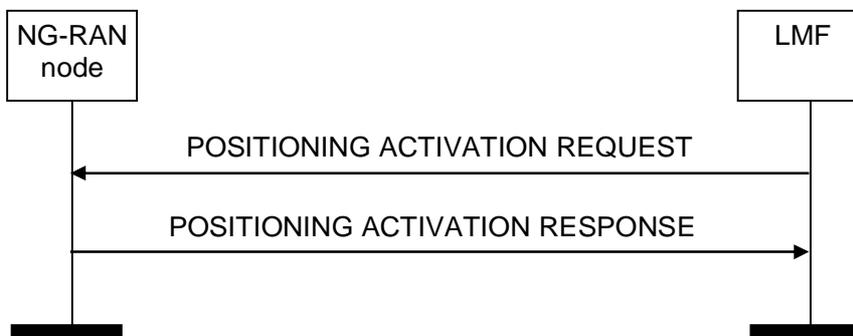 NG-RAN
node
LMF
POSITIONING ACTIVATION REQUEST
POSITIONING ACTIVATION RESPONSE